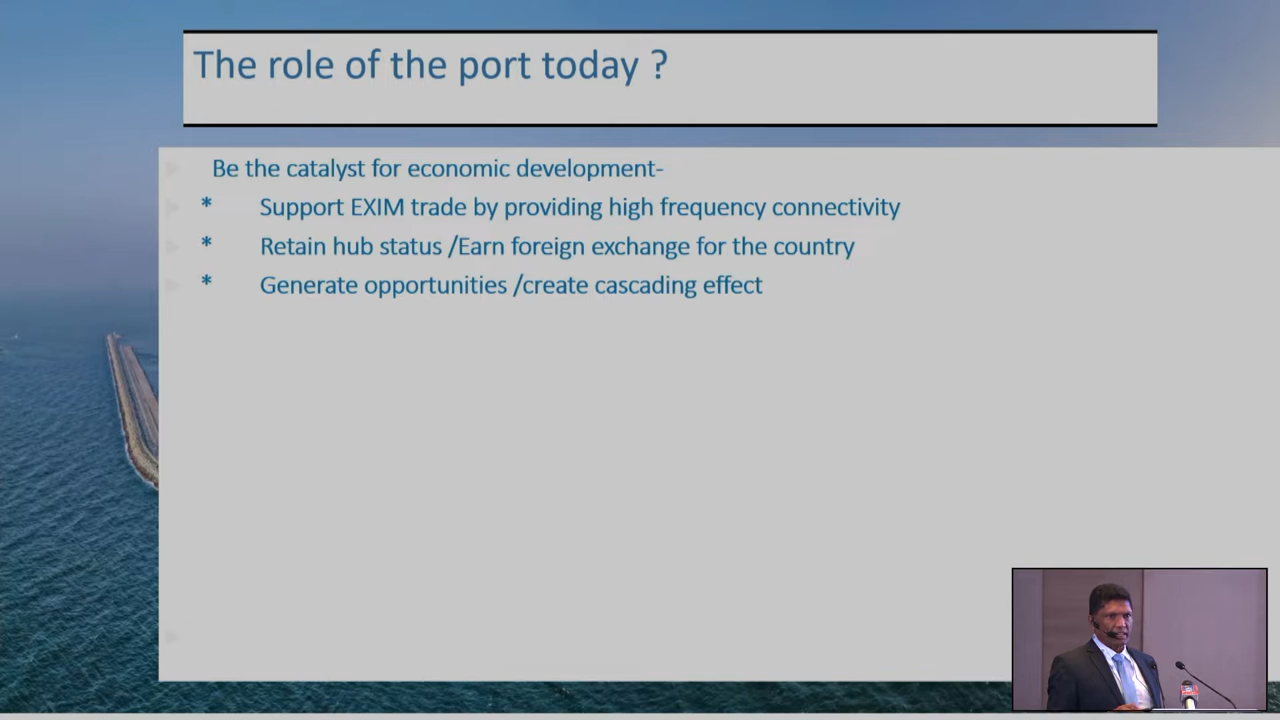 The role of the port today ?
Be the catalyst for economic development-
* Support EXIM trade by providing high frequency connectivity
* Retain hub status /Earn foreign exchange for the country
* Generate opportunities /create cascading effect